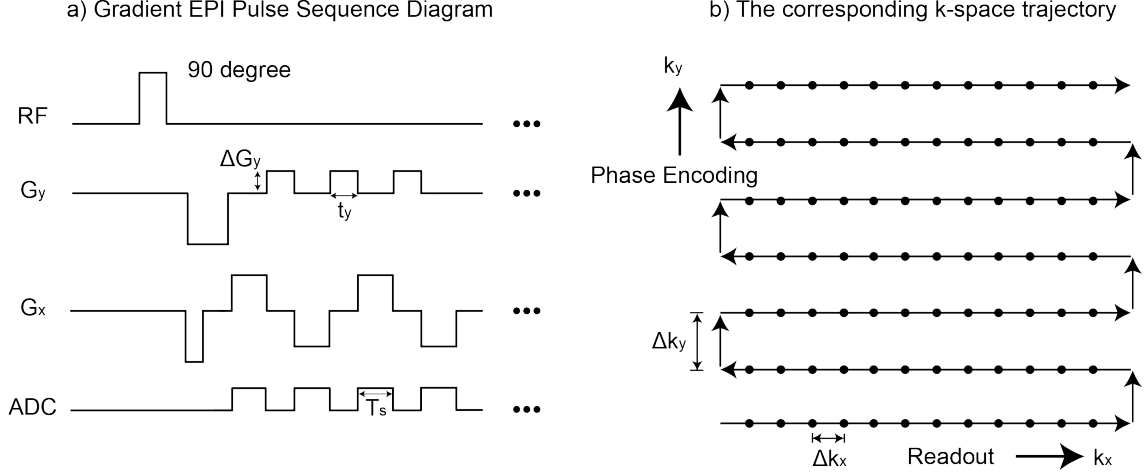 a) Gradient EPI Pulse Sequence Diagram
90 degree
RF
ΔGy
Gy
ty
Gx
ADC
Ts
b) The corresponding k-space trajectory
ky
Phase Encoding
Δky
Δkx
Readout
kx